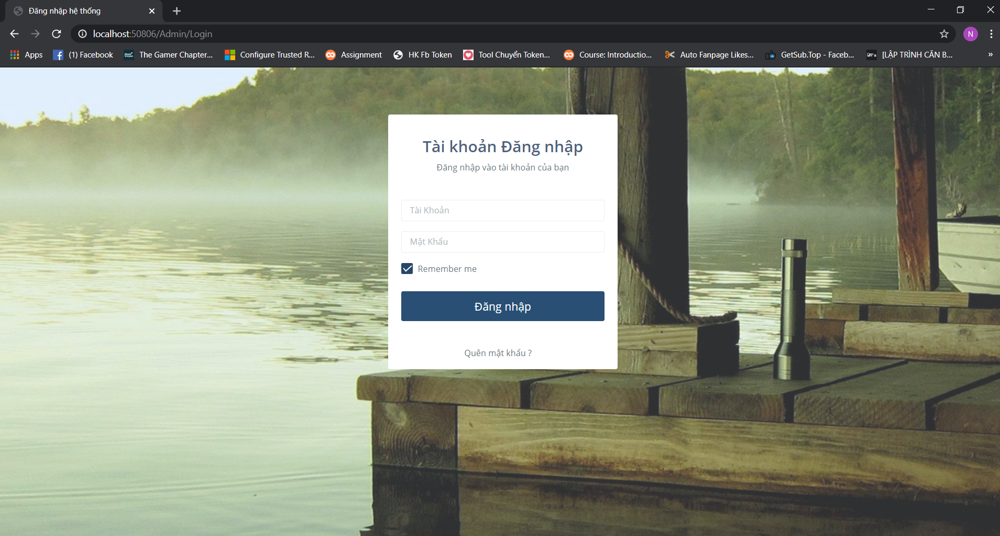 Đăng nhập hệ thống
localhost:50806/Admin/Login
N
Apps
(1) Facebook
The Gamer Chapter...
Configure Trusted R...
Assignment
HK Fb Token
Tool Chuyển Token...
Course: Introductio...
Auto Fanpage Likes...
GetSub.Top - Faceb...
[LẬP TRÌNH CĂN B...
»
Tài khoản Đăng nhập
Đăng nhập vào tài khoản của bạn
Tài Khoản
Mật Khẩu
Remember me
Đăng nhập
Quên mật khẩu ?